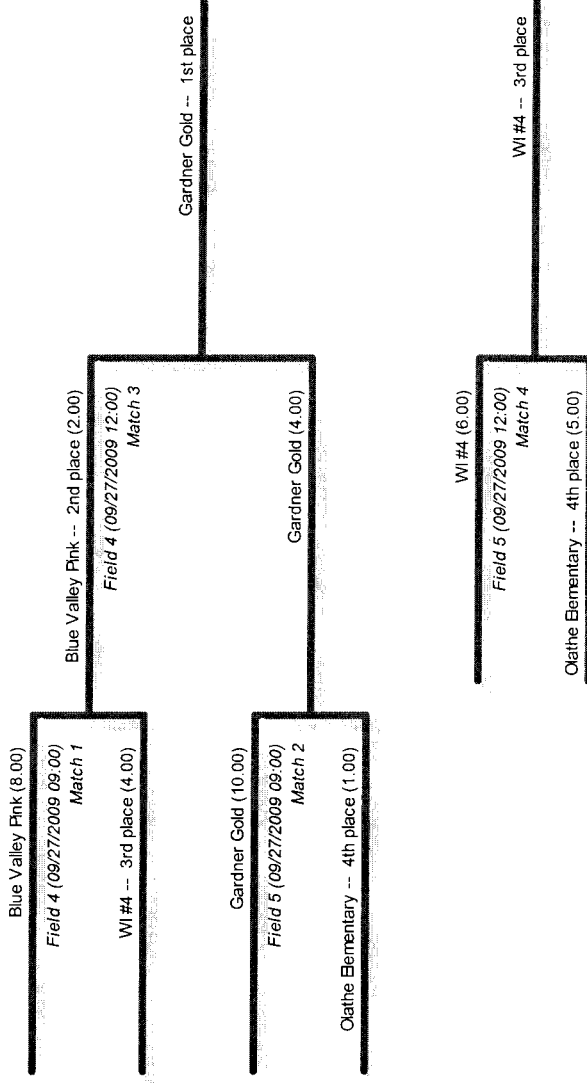 Blue Valley Pink (8.00)
Field 4 (09/27/2009 09:00)
Match 1
WI #4 -- 3rd place (4.00)
Gardner Gold (10.00)
Field 5 (09/27/2009 09:00)
Match 2
Olathe Elementary -- 4th place (1.00)
Blue Valley Pink -- 2nd place (2.00)
Field 4 (09/27/2009 12:00)
Match 3
Gardner Gold (4.00)
Gardner Gold -- 1st place
WI #4 (6.00)
Field 5 (09/27/2009 12:00)
Match 4
Olathe Elementary -- 4th place (5.00)
WI #4 -- 3rd place